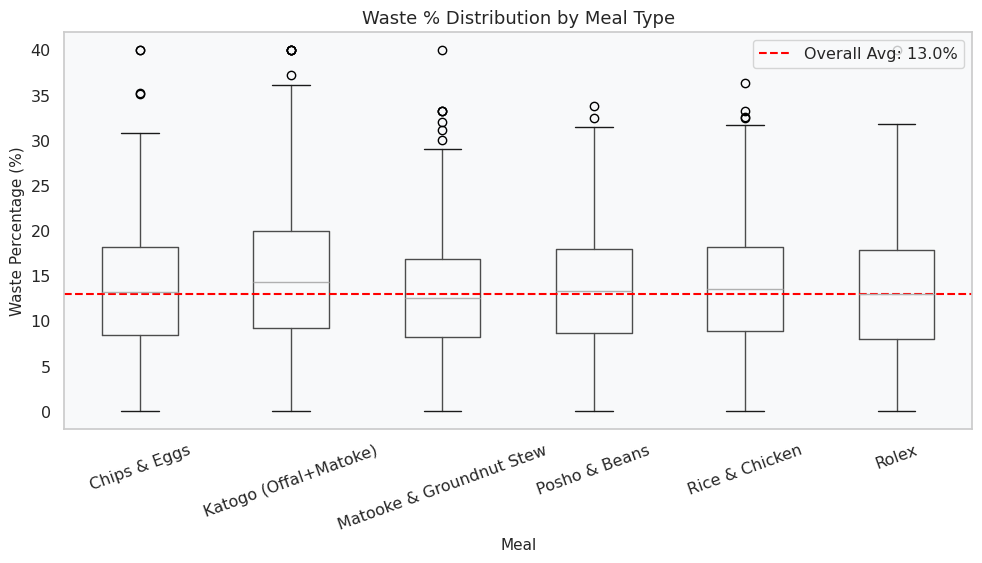 Waste % Distribution by Meal Type
Overall Avg: 13.0%
Waste Percentage (%)
40
35
30
25
20
15
10
5
0
Chips & Eggs
Katogo (Offal+Matoke)
Matooke & Groundnut Stew
Posho & Beans
Rice & Chicken
Rolex
Meal